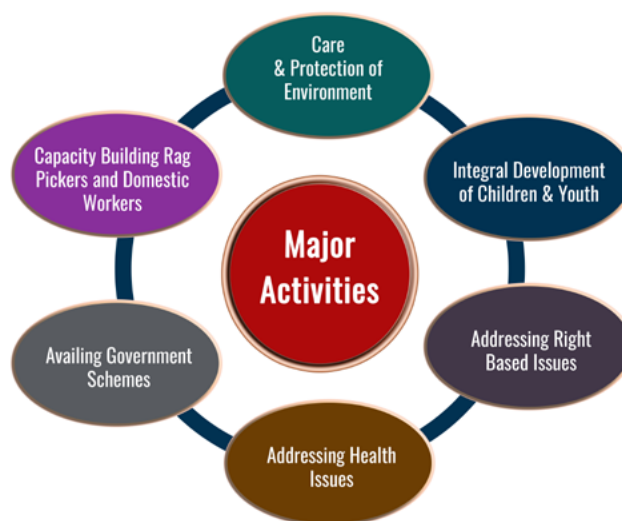 Care
& Protection of
Environment
Integral Development
of Children & Youth
Addressing Right
Based Issues
Addressing Health
Issues
Availing Government
Schemes
Capacity Building Rag
Pickers and Domestic
Workers
Major
Activities